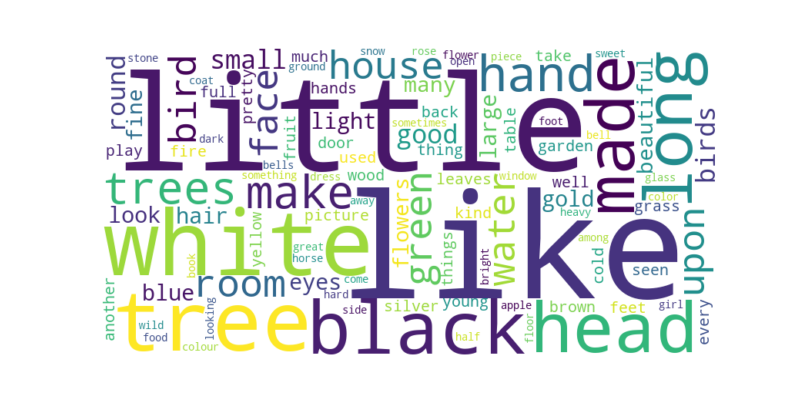 stone
coat
round
fine
play
bird
full
fire
small
face
pretty
dark
much
ground
hands
snow
house
many
rose
flower
open
hand
piece
take
sweet
made
beautiful
long
birds
little
light
fruit
door
used
back
sometimes
good
thing
large
table
foot
garden
bell
trees
look
hair
bells
something
make
dress
wood
away
picture
leaves
flowers
green
kind
window
water
well
gold
heavy
glass
color
grass
upon
white
yellow
great
horse
like
things
bright
among
cold
seen
another
book
blue
room
eyes
come
hard
wild
food
looking
colour
tree
side
black
silver
young
half
apple
floor
head
brown
feet
girl
every